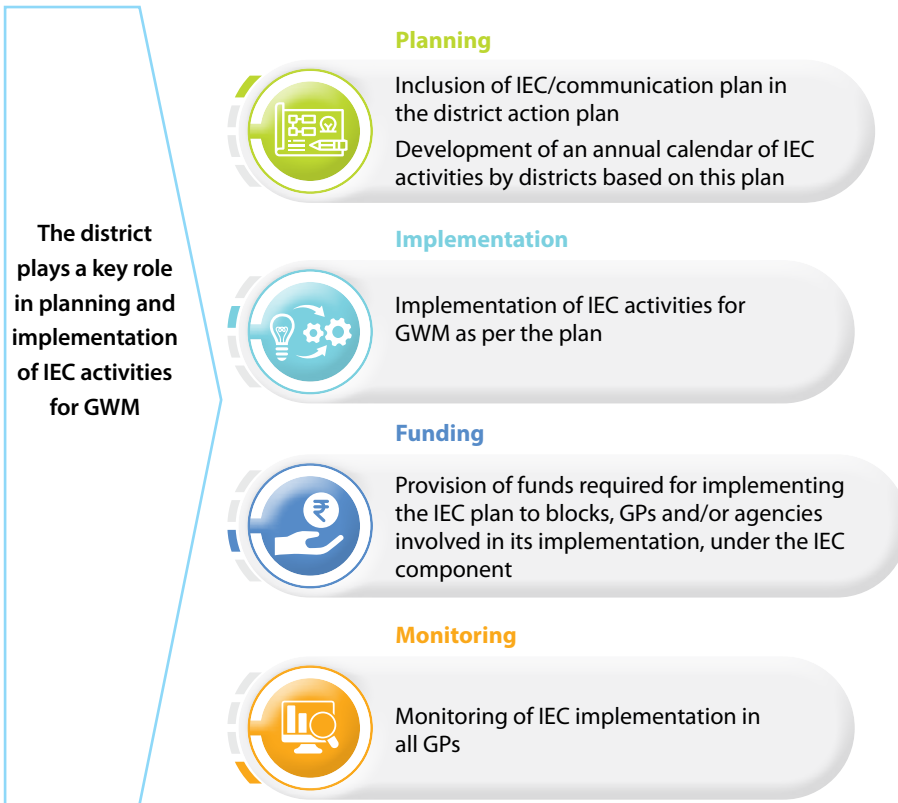 The district
plays a key role
in planning and
implementation
of IEC activities
for GWM
Planning
Inclusion of IEC/communication plan in
the district action plan
Development of an annual calendar of IEC
activities by districts based on this plan
Implementation
Implementation of IEC activities for
GWM as per the plan
Funding
₹
Provision of funds required for implementing
the IEC plan to blocks, GPs and/or agencies
involved in its implementation, under the IEC
component
Monitoring
Monitoring of IEC implementation in
all GPs